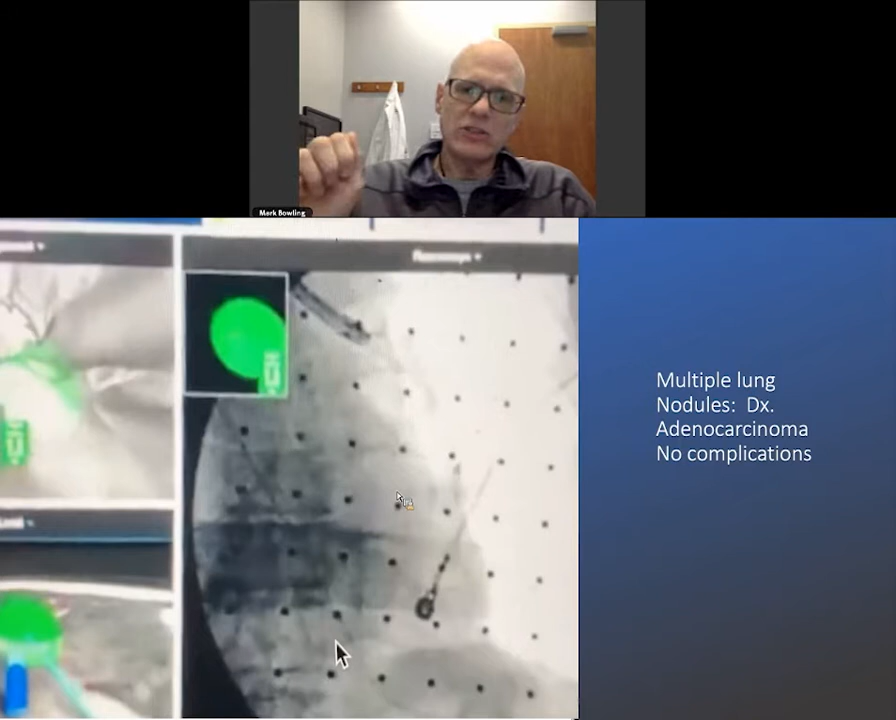 Mark Bowling
Multiple lung
Nodules: Dx.
Adenocarcinoma
No complications